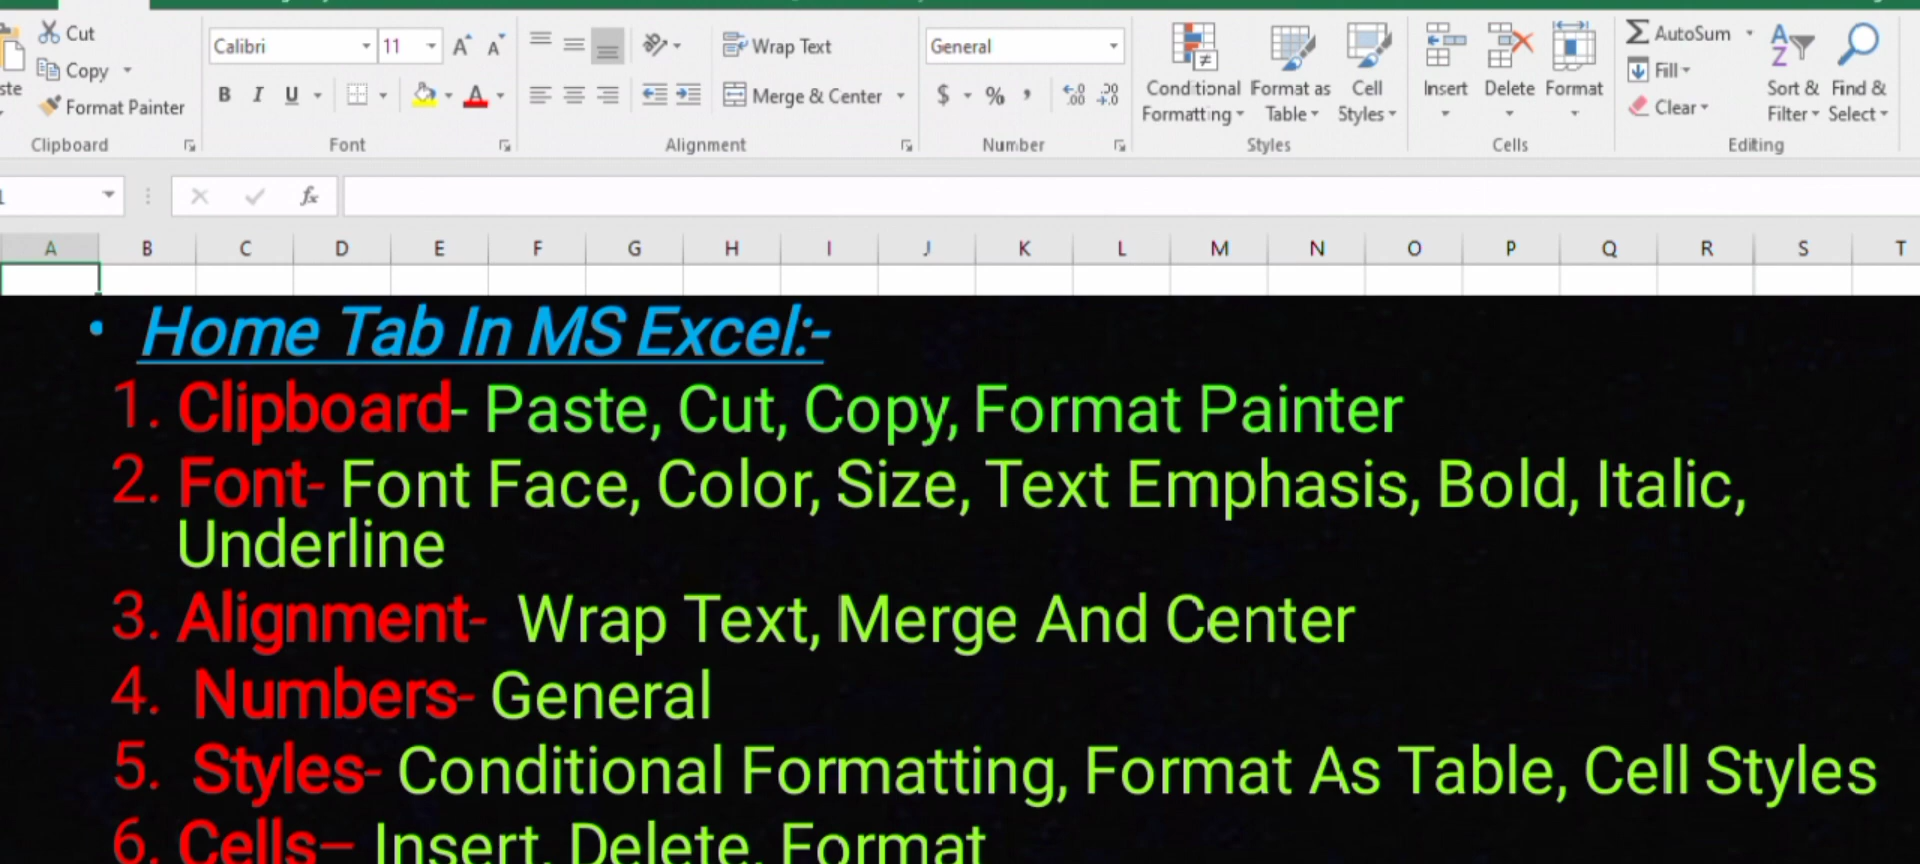 Cut
Calibri 11 A A
Wrap Text
General
AutoSum
ste
Copy
Conditional Format as Cell
Insert Delete Format
Fill
Sort & Find &
Format Painter
B I U A
Merge & Center
$ % ,
Formatting Table Styles
Clear
Filter Select
Clipboard Font Alignment Number Styles Cells Editing
fx
A B C D E F G H I J K L M N O P Q R S T
• Home Tab In MS Excel:-
1. Clipboard- Paste, Cut, Copy, Format Painter
2. Font- Font Face, Color, Size, Text Emphasis, Bold, Italic,
Underline
3. Alignment- Wrap Text, Merge And Center
4. Numbers- General
5. Styles- Conditional Formatting, Format As Table, Cell Styles
6. Cells– Insert, Delete, Format